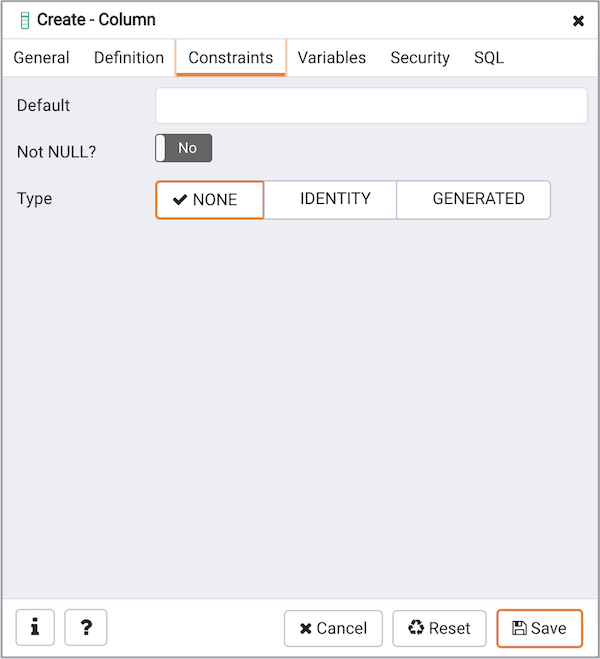 Create - Column
General Definition Constraints Variables Security SQL
Default
Not NULL? No
Type NONE IDENTITY GENERATED
i ? Cancel Reset Save